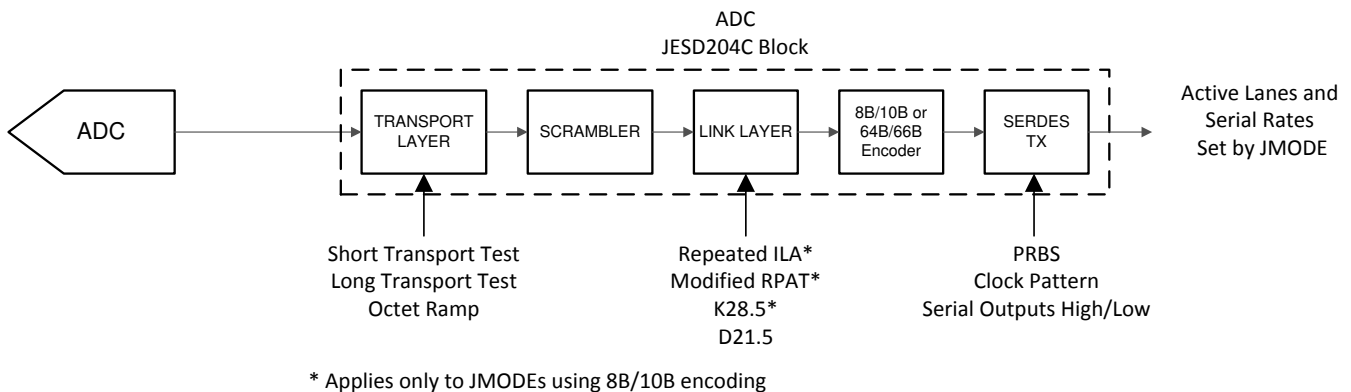 ADC
JESD204C Block
ADC
TRANSPORT
LAYER
SCRAMBLER
LINK LAYER
8B/10B or
64B/66B
Encoder
SERDES
TX
Active Lanes and
Serial Rates
Set by JMODE
Short Transport Test
Long Transport Test
Octet Ramp
Repeated ILA*
Modified RPAT*
K28.5*
D21.5
PRBS
Clock Pattern
Serial Outputs High/Low
* Applies only to JMODEs using 8B/10B encoding